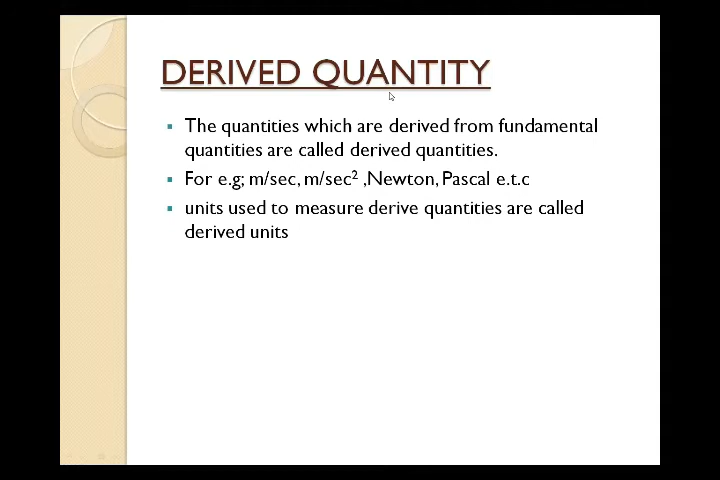 DERIVED QUANTITY
The quantities which are derived from fundamental
quantities are called derived quantities.
For e.g; m/sec, m/sec² ,Newton, Pascal e.t.c
units used to measure derive quantities are called
derived units